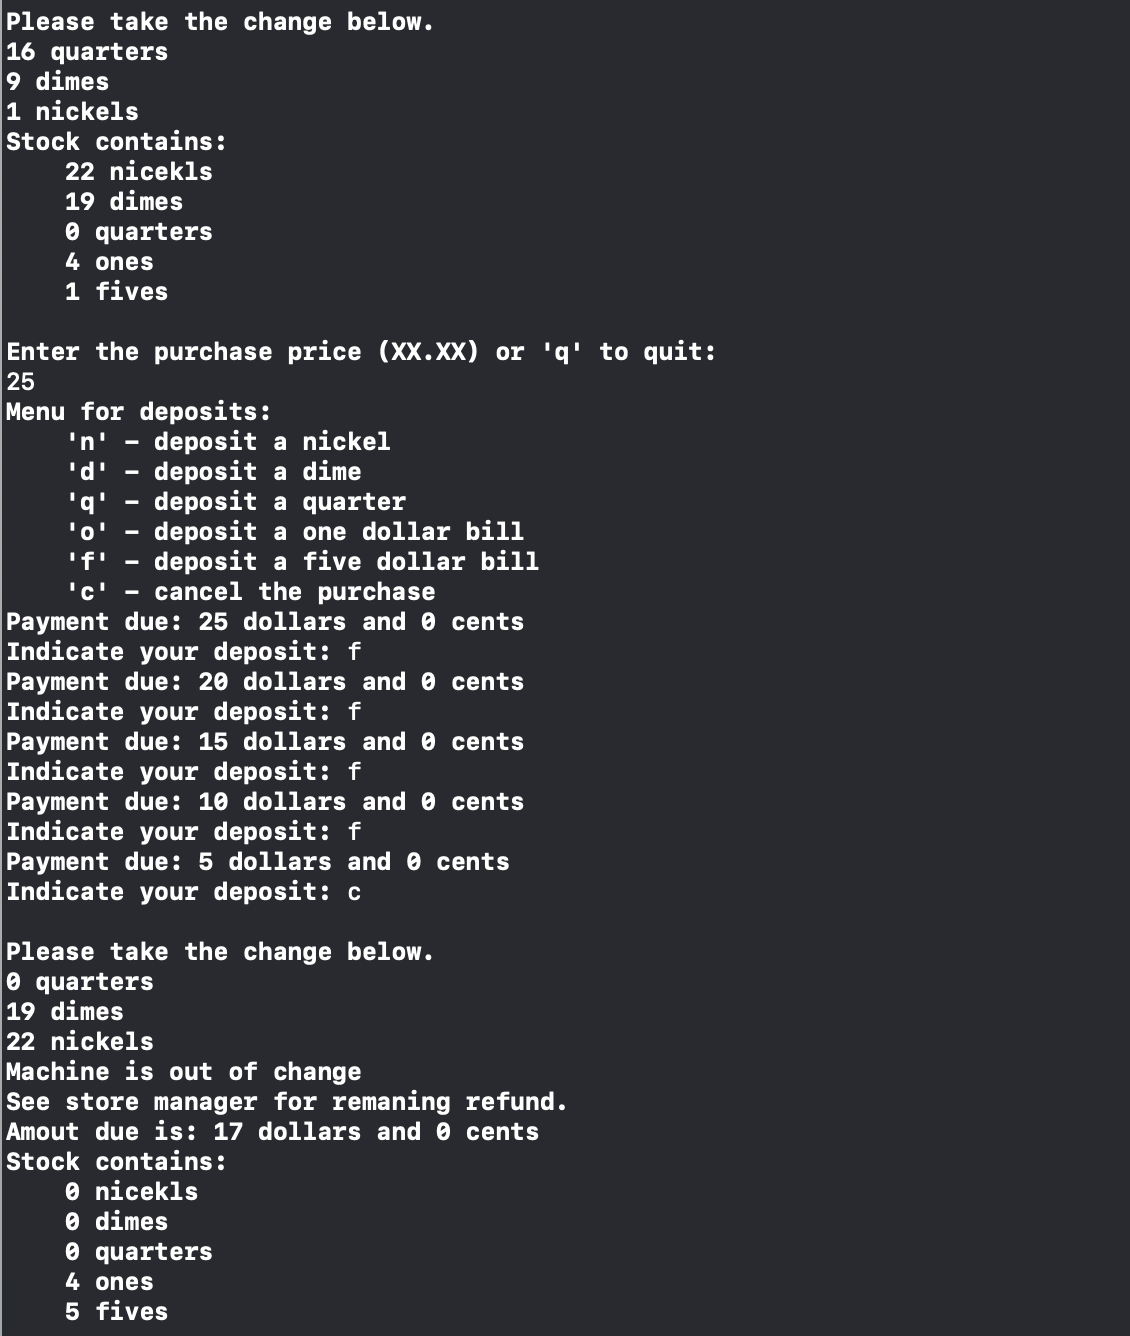 Please take the change below.
16 quarters
9 dimes
1 nickels
Stock contains:
    22 nicekls
    19 dimes
    0 quarters
    4 ones
    1 fives

Enter the purchase price (XX.XX) or 'q' to quit:
25
Menu for deposits:
    'n' – deposit a nickel
    'd' – deposit a dime
    'q' – deposit a quarter
    'o' – deposit a one dollar bill
    'f' – deposit a five dollar bill
    'c' – cancel the purchase
Payment due: 25 dollars and 0 cents
Indicate your deposit: f
Payment due: 20 dollars and 0 cents
Indicate your deposit: f
Payment due: 15 dollars and 0 cents
Indicate your deposit: f
Payment due: 10 dollars and 0 cents
Indicate your deposit: f
Payment due: 5 dollars and 0 cents
Indicate your deposit: c

Please take the change below.
0 quarters
19 dimes
22 nickels
Machine is out of change
See store manager for remaning refund.
Amout due is: 17 dollars and 0 cents
Stock contains:
    0 nicekls
    0 dimes
    0 quarters
    4 ones
    5 fives